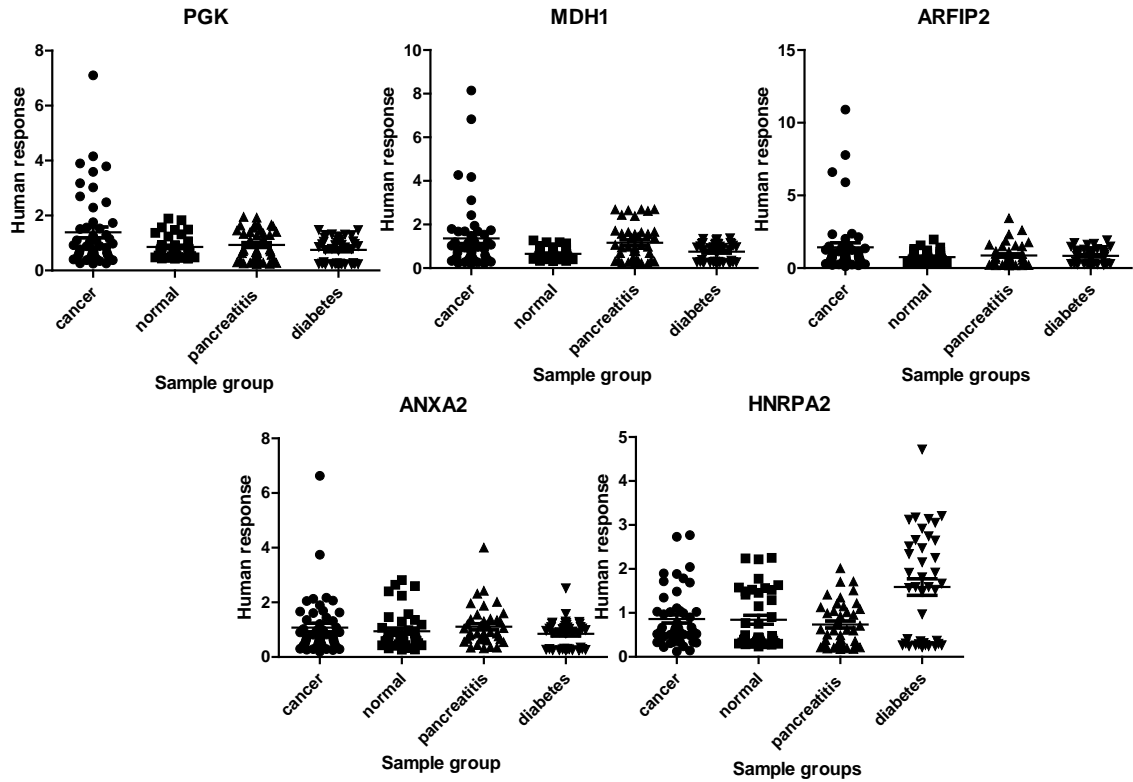 PGK
8
6
4
2
0
Human response
cancer
normal
pancreatitis
diabetes
Sample group
MDH1
10
8
6
4
2
0
Human response
cancer
normal
pancreatitis
diabetes
Sample group
ARFIP2
15
10
5
0
Human response
cancer
normal
pancreatitis
diabetes
Sample groups
ANXA2
8
6
4
2
0
Human response
cancer
normal
pancreatitis
diabetes
Sample group
HNRPA2
5
4
3
2
1
0
Human response
cancer
normal
pancreatitis
diabetes
Sample groups